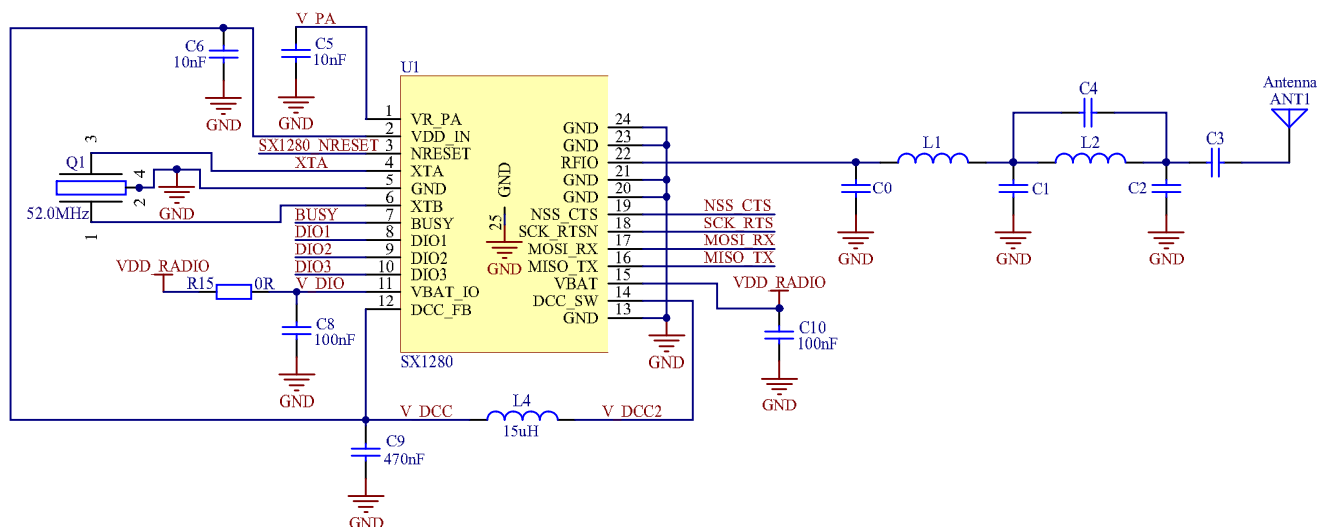 V_PA
C6
10nF
C5
10nF
GND
GND
U1
1
VR_PA
2
VDD_IN
SX1280_NRESET
3
NRESET
XTA
4
XTA
5
GND
6
XTB
BUSY
7
BUSY
DIO1
8
DIO1
DIO2
9
DIO2
DIO3
10
DIO3
V_DIO
11
VBAT_IO
12
DCC_FB
GND
25
GND
24
GND
23
GND
22
RFIO
21
GND
20
GND
19
NSS_CTS
NSS_CTS
18
SCK_RTSN
SCK_RTS
17
MOSI_RX
MOSI_RX
16
MISO_TX
MISO_TX
15
VBAT
14
DCC_SW
13
GND
SX1280
Q1
3
4
2
1
52.0MHz
GND
VDD_RADIO
R15
0R
C8
100nF
GND
GND
VDD_RADIO
C10
100nF
GND
V_DCC
L4
15uH
V_DCC2
C9
470nF
GND
C0
GND
L1
C1
GND
C4
L2
C2
GND
C3
Antenna
ANT1